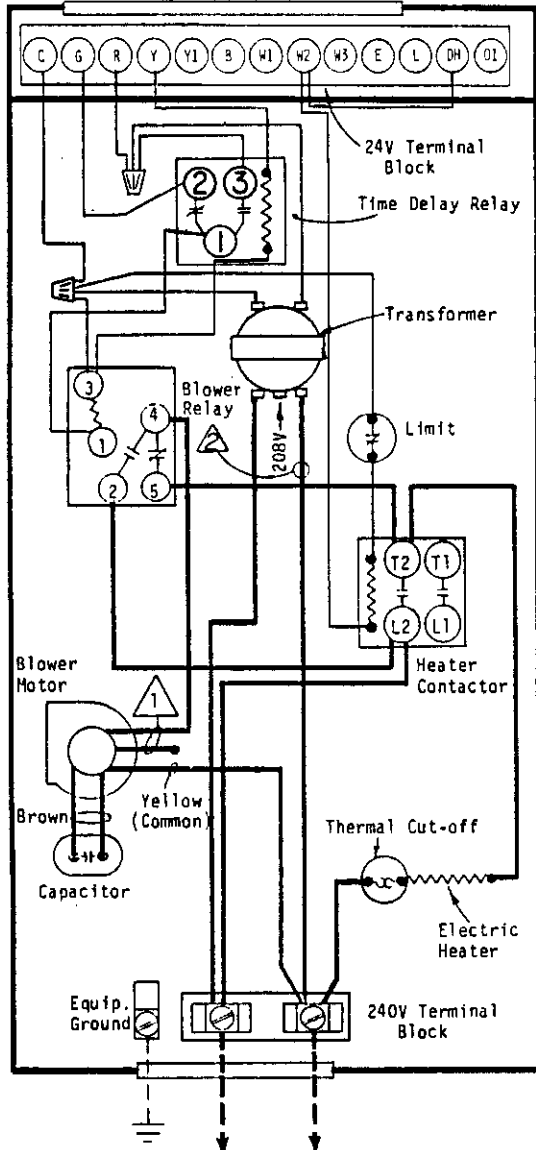 C G R Y Y1 B W1 W2 W3 E L DH OI
24V Terminal
Block
2 3
1
Time Delay Relay
Transformer
3
1
4
2
5
Blower
Relay
2
208V
Limit
T2 T1
L2 L1
Heater
Contactor
Blower
Motor
1
Yellow
(Common)
Brown
Capacitor
Thermal Cut-off
Electric
Heater
Equip.
Ground
240V Terminal
Block